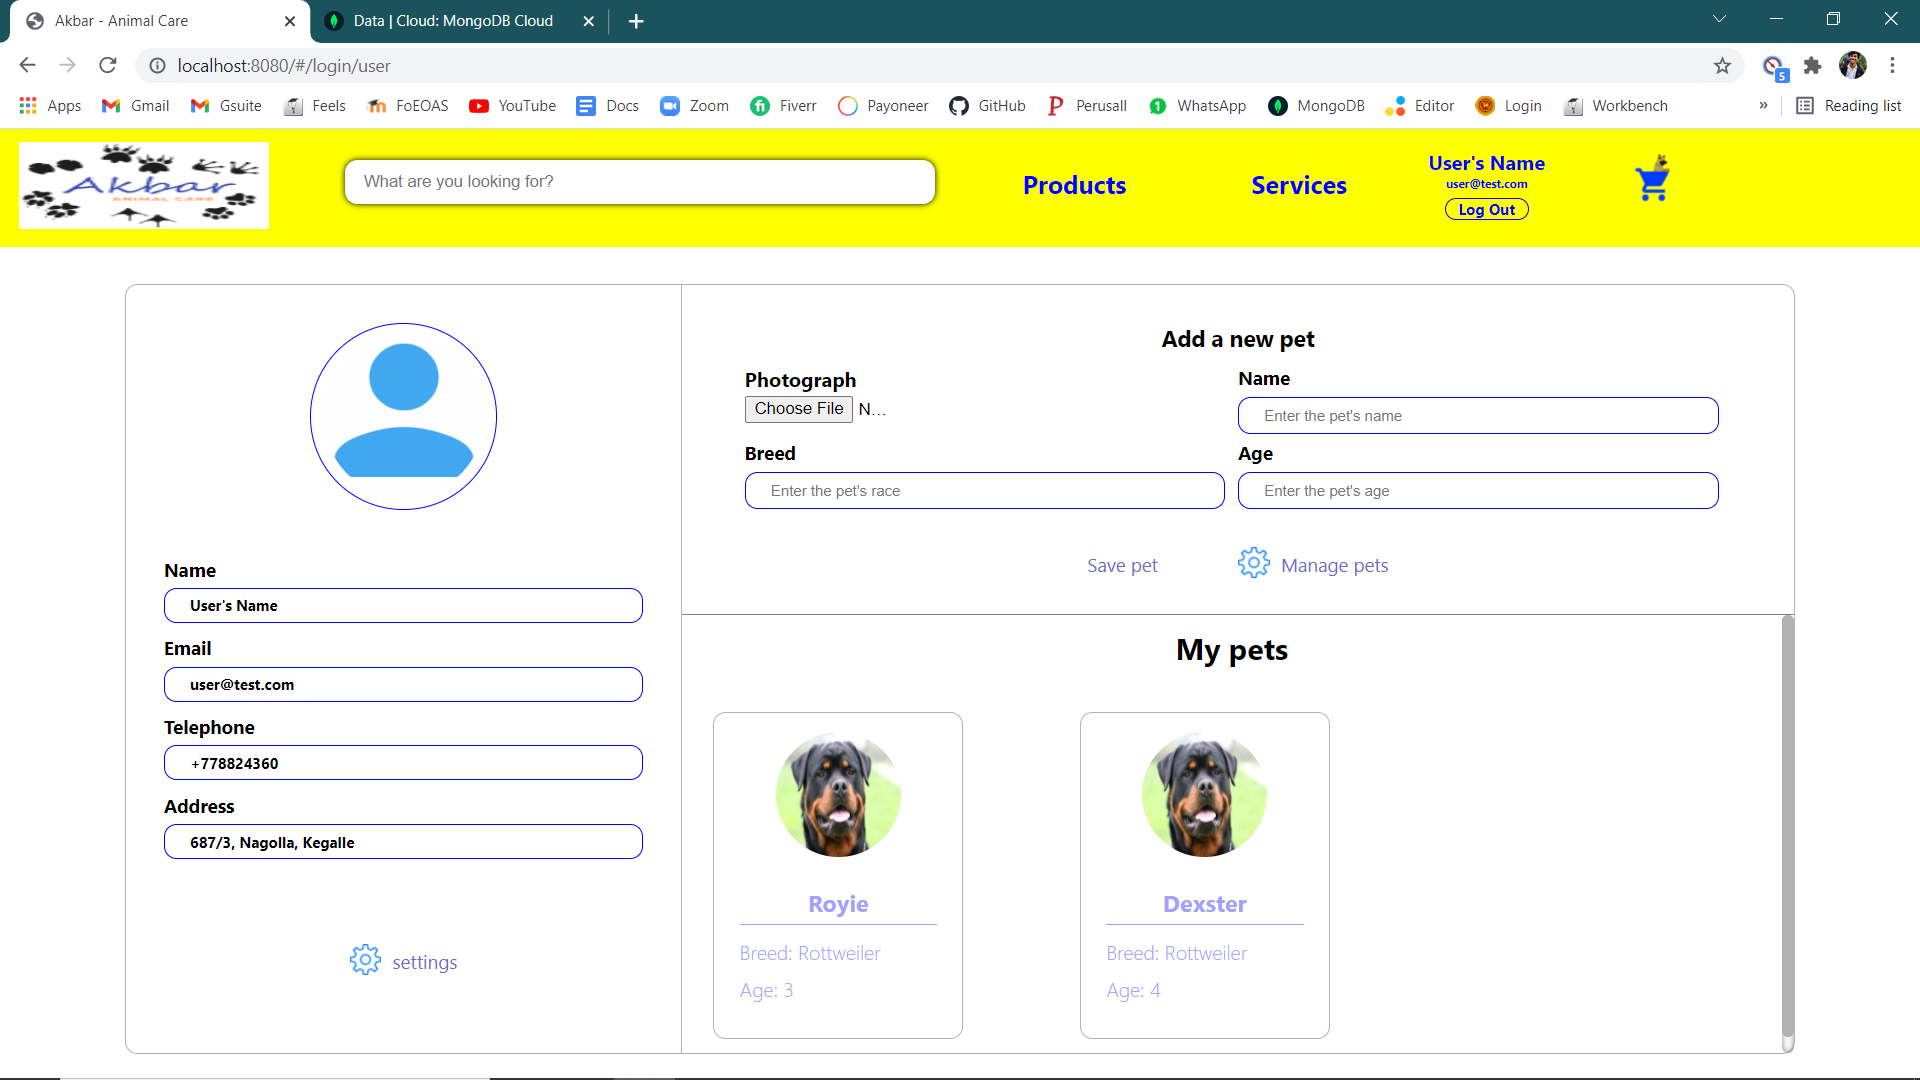 Akbar - Animal Care
Data | Cloud: MongoDB Cloud
localhost:8080/#/login/user
5
Apps
Gmail
Gsuite
Feels
FoEOAS
YouTube
Docs
Zoom
Fiverr
Payoneer
GitHub
Perusall
WhatsApp
MongoDB
Editor
Login
Workbench
»
Reading list
Akbar
ANIMAL CARE
What are you looking for?
Products
Services
User's Name
user@test.com
Log Out
Name
User's Name
Email
user@test.com
Telephone
+778824360
Address
687/3, Nagolla, Kegalle
settings
Add a new pet
Photograph
Choose File N...
Name
Enter the pet's name
Breed
Enter the pet's race
Age
Enter the pet's age
Save pet
Manage pets
My pets
Royie
Breed: Rottweiler
Age: 3
Dexster
Breed: Rottweiler
Age: 4